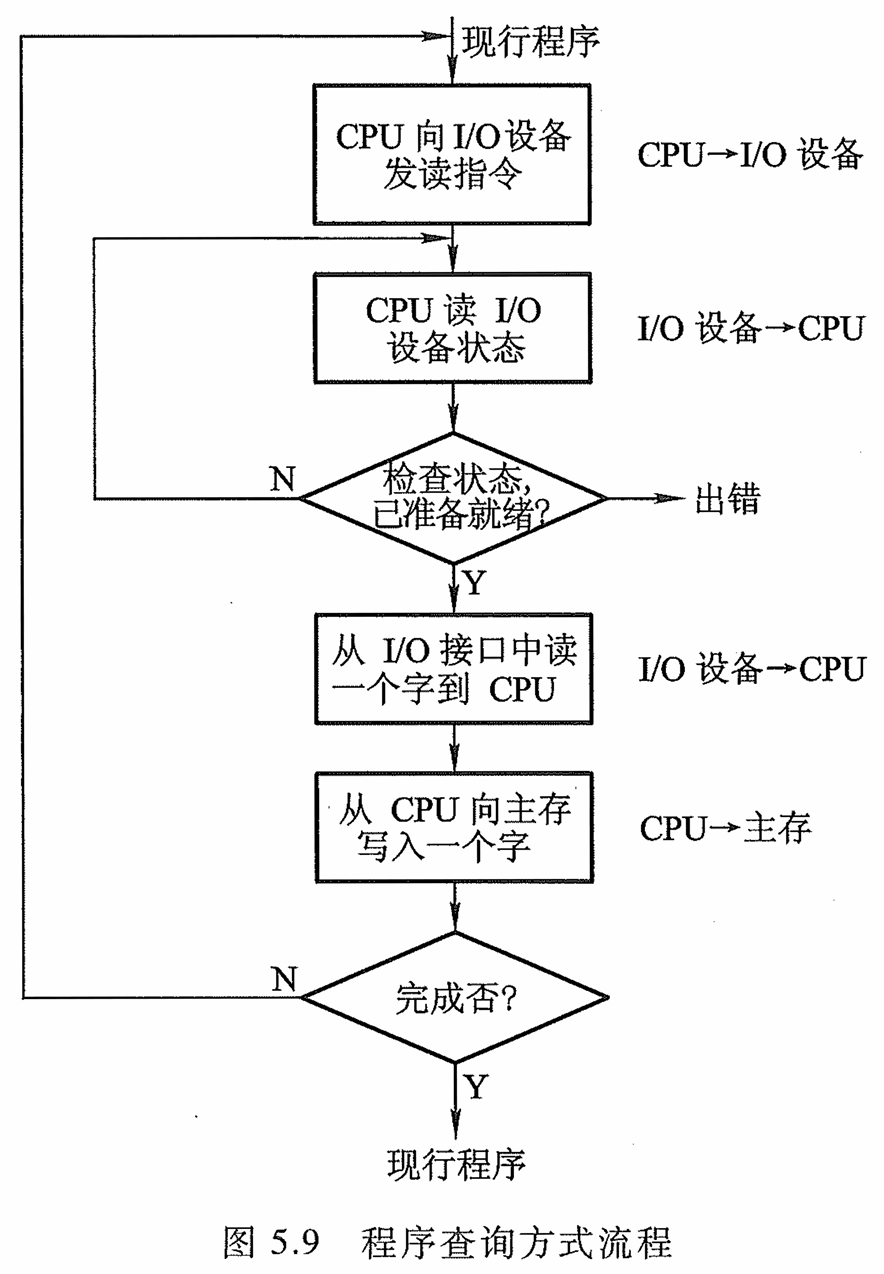 现行程序
CPU 向 I/O 设备
发读指令
CPU→I/O 设备
CPU 读 I/O
设备状态
I/O 设备→CPU
N
检查状态,
已准备就绪?
出错
Y
从 I/O 接口中读
一个字到 CPU
I/O 设备→CPU
从 CPU 向主存
写入一个字
CPU→主存
N
完成否?
Y
现行程序
图 5.9 程序查询方式流程